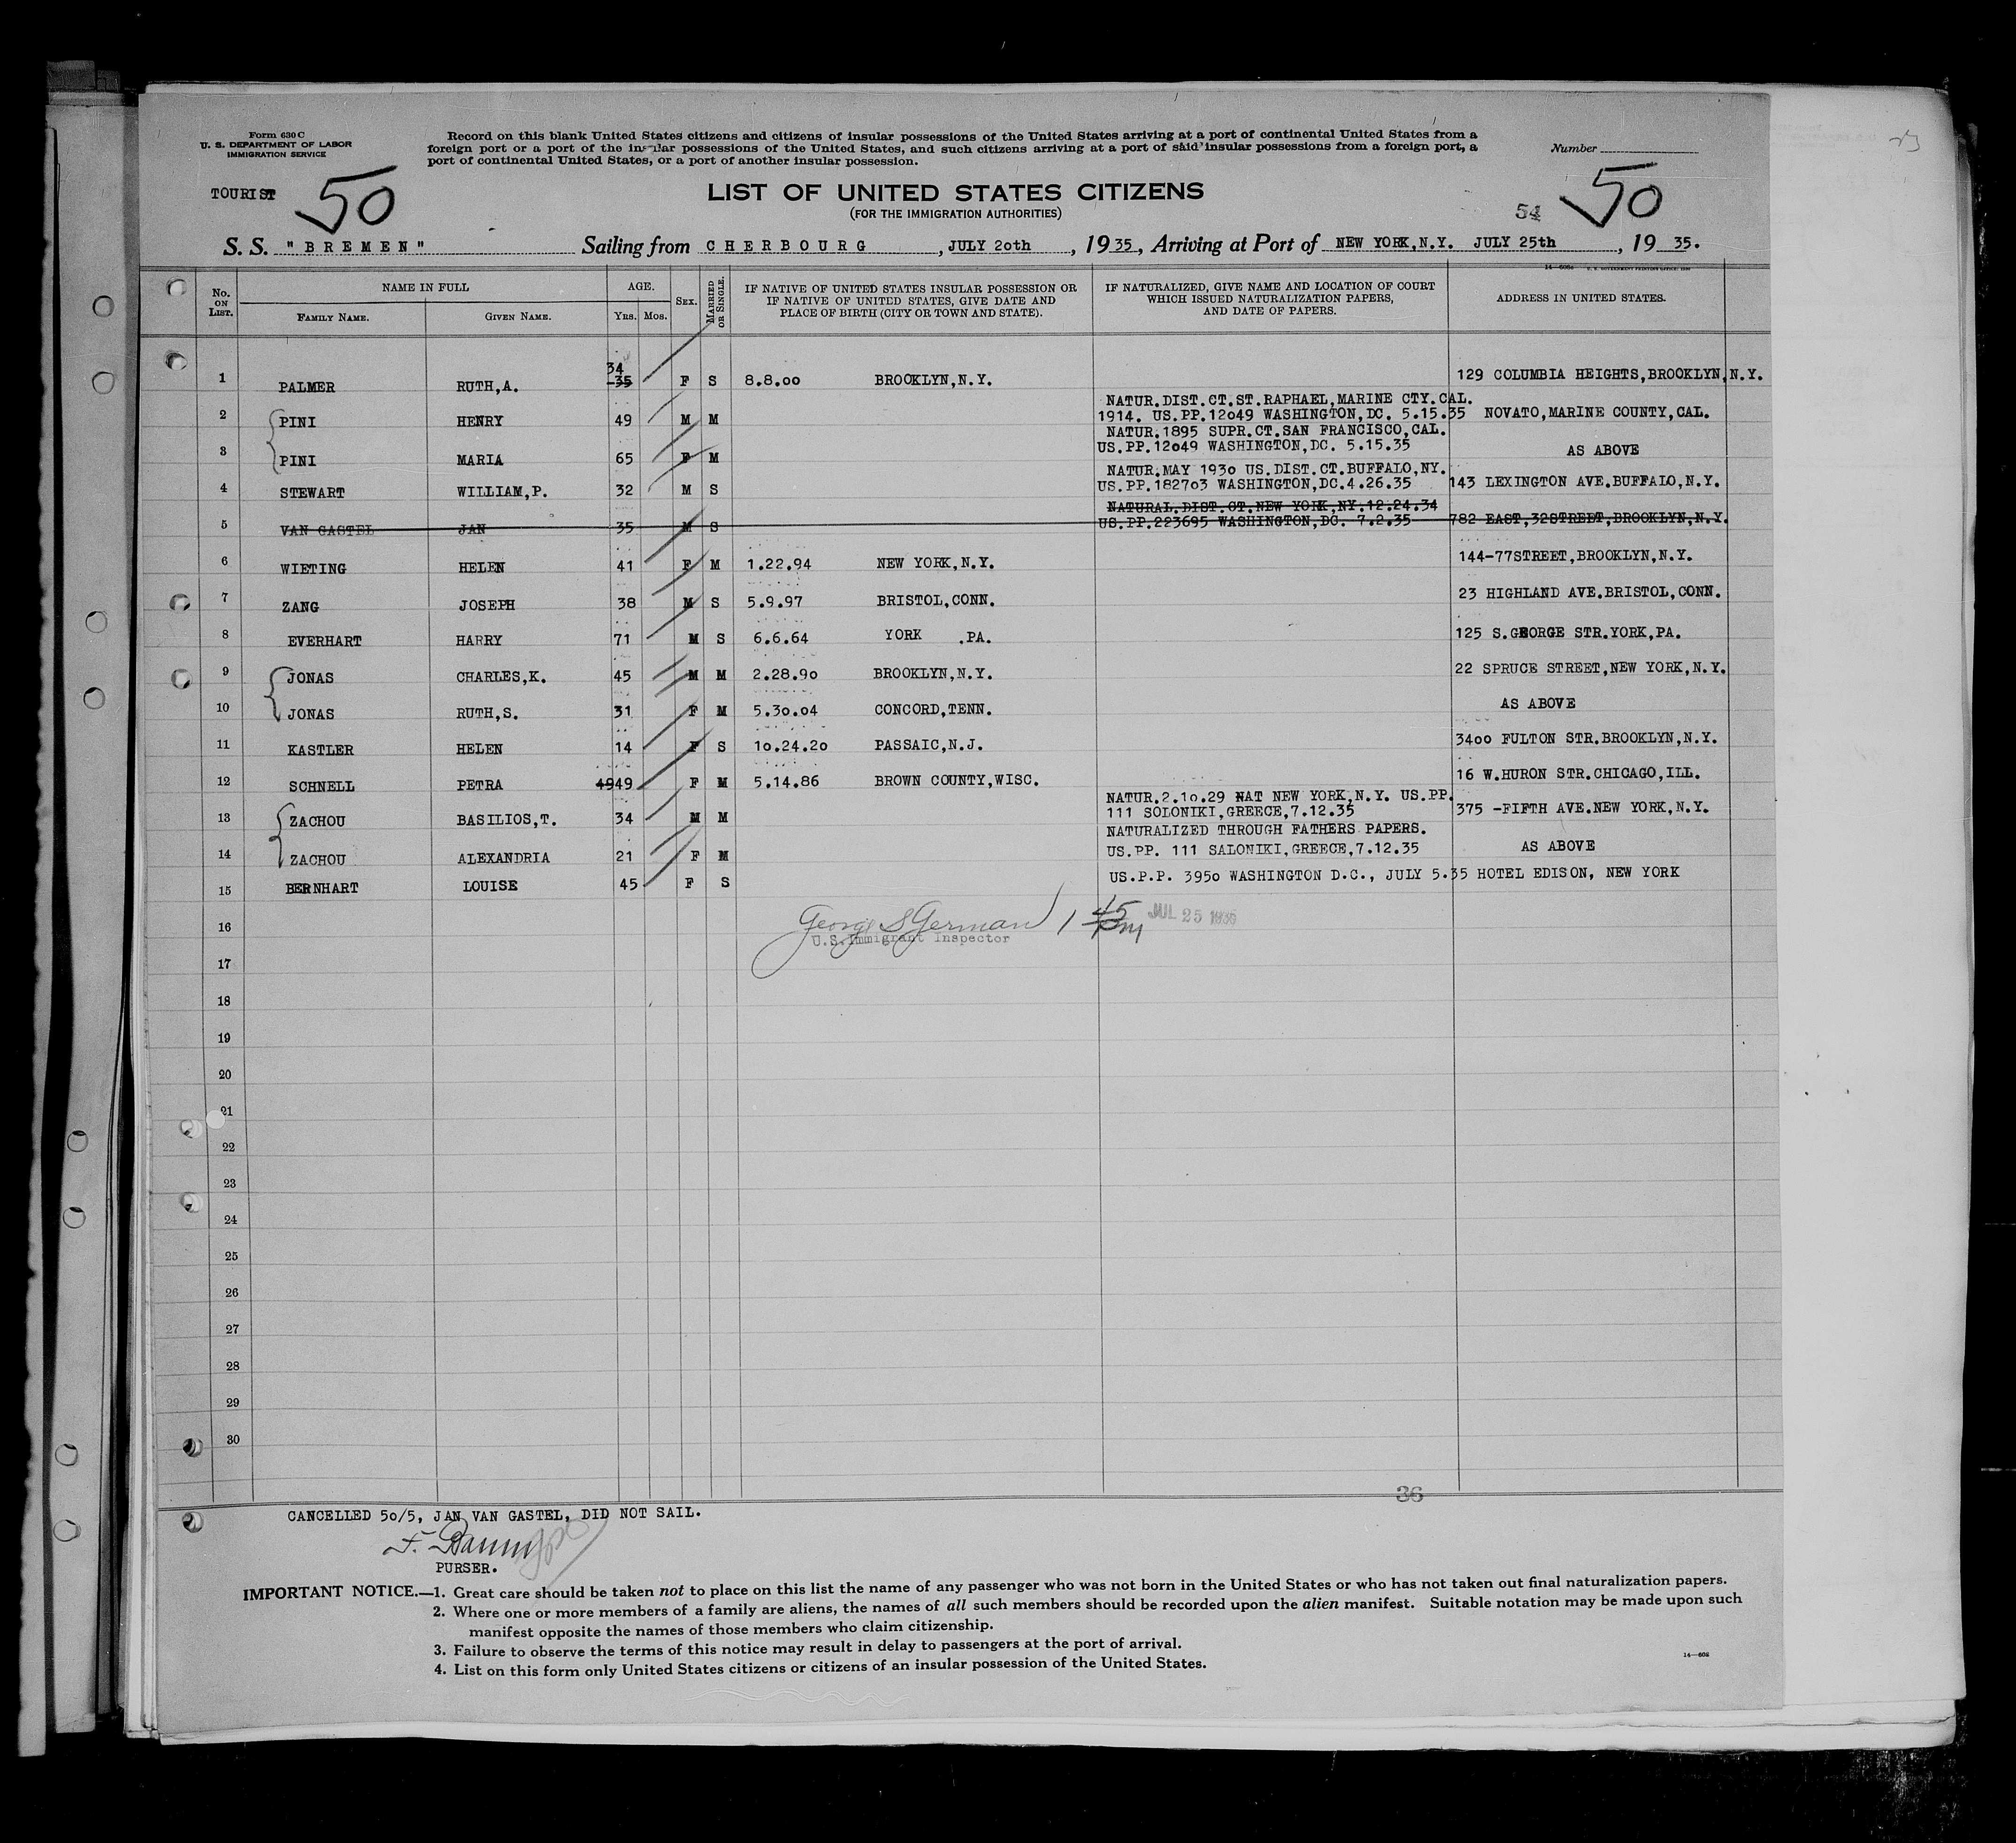 Form 630 C
U. S. DEPARTMENT OF LABOR
IMMIGRATION SERVICE
Record on this blank United States citizens and citizens of insular possessions of the United States arriving at a port of continental United States from a
foreign port or a port of the insular possessions of the United States, and such citizens arriving at a port of said insular possessions from a foreign port, a
port of continental United States, or a port of another insular possession.
Number
TOURIST 50
LIST OF UNITED STATES CITIZENS
(FOR THE IMMIGRATION AUTHORITIES)
54 50
S. S. "BREMEN" Sailing from CHERBOURG, JULY 20th, 1935, Arriving at Port of NEW YORK,N.Y. JULY 25th, 1935.
No. ON LIST. NAME IN FULL FAMILY NAME. GIVEN NAME. AGE. YRS. MOS. SEX. MARRIED OR SINGLE. IF NATIVE OF UNITED STATES INSULAR POSSESSION OR IF NATIVE OF UNITED STATES, GIVE DATE AND PLACE OF BIRTH (CITY OR TOWN AND STATE). IF NATURALIZED, GIVE NAME AND LOCATION OF COURT WHICH ISSUED NATURALIZATION PAPERS, AND DATE OF PAPERS. ADDRESS IN UNITED STATES.
1 PALMER RUTH,A. 34 35 F S 8.8.00 BROOKLYN,N.Y. 129 COLUMBIA HEIGHTS,BROOKLYN,N.Y.
NATUR.DIST.CT.ST.RAPHAEL,MARINE CTY.CAL.
2 PINI HENRY 49 M M 1914. US.PP.12049 WASHINGTON,DC. 5.15.35 NOVATO,MARINE COUNTY,CAL.
NATUR.1895 SUPR.CT.SAN FRANCISCO,CAL.
3 PINI MARIA 65 F M US.PP.12049 WASHINGTON,DC. 5.15.35 AS ABOVE
NATUR.MAY 1930 US.DIST.CT.BUFFALO,NY.
4 STEWART WILLIAM,P. 32 M S US.PP.182703 WASHINGTON,DC.4.26.35 143 LEXINGTON AVE.BUFFALO,N.Y.
NATURAL.DIST.CT.NEW YORK,NY.12.24.34
5 VAN GASTEL JAN 35 M S US.PP.223695 WASHINGTON,DC. 7.2.35 782 EAST,32STREET,BROOKLYN,N.Y.
6 WIETING HELEN 41 F M 1.22.94 NEW YORK,N.Y. 144-77STREET,BROOKLYN,N.Y.
7 ZANG JOSEPH 38 M S 5.9.97 BRISTOL,CONN. 23 HIGHLAND AVE.BRISTOL,CONN.
8 EVERHART HARRY 71 M S 6.6.64 YORK .PA. 125 S.GEORGE STR.YORK,PA.
9 JONAS CHARLES,K. 45 M M 2.28.90 BROOKLYN,N.Y. 22 SPRUCE STREET,NEW YORK,N.Y.
10 JONAS RUTH,S. 31 F M 5.30.04 CONCORD,TENN. AS ABOVE
11 KASTLER HELEN 14 F S 10.24.20 PASSAIC,N.J. 3400 FULTON STR.BROOKLYN,N.Y.
12 SCHNELL PETRA 4949 F M 5.14.86 BROWN COUNTY,WISC. 16 W.HURON STR.CHICAGO,ILL.
NATUR.2.10.29 NAT NEW YORK,N.Y. US.PP.
13 ZACHOU BASILIOS,T. 34 M M 111 SOLONIKI,GREECE,7.12.35 375 -FIFTH AVE.NEW YORK,N.Y.
NATURALIZED THROUGH FATHERS PAPERS.
14 ZACHOU ALEXANDRIA 21 F M US.PP. 111 SALONIKI,GREECE,7.12.35 AS ABOVE
15 BERNHART LOUISE 45 F S US.P.P. 3950 WASHINGTON D.C., JULY 5.35 HOTEL EDISON, NEW YORK
16 George S German 1 45 PM JUL 25
U.S.Immigrant Inspector
17
18
19
20
21
22
23
24
25
26
27
28
29
30
36
CANCELLED 50/5, JAN VAN GASTEL, DID NOT SAIL.
PURSER.
IMPORTANT NOTICE.—1. Great care should be taken not to place on this list the name of any passenger who was not born in the United States or who has not taken out final naturalization papers.
2. Where one or more members of a family are aliens, the names of all such members should be recorded upon the alien manifest. Suitable notation may be made upon such
manifest opposite the names of those members who claim citizenship.
3. Failure to observe the terms of this notice may result in delay to passengers at the port of arrival.
4. List on this form only United States citizens or citizens of an insular possession of the United States.
14—608